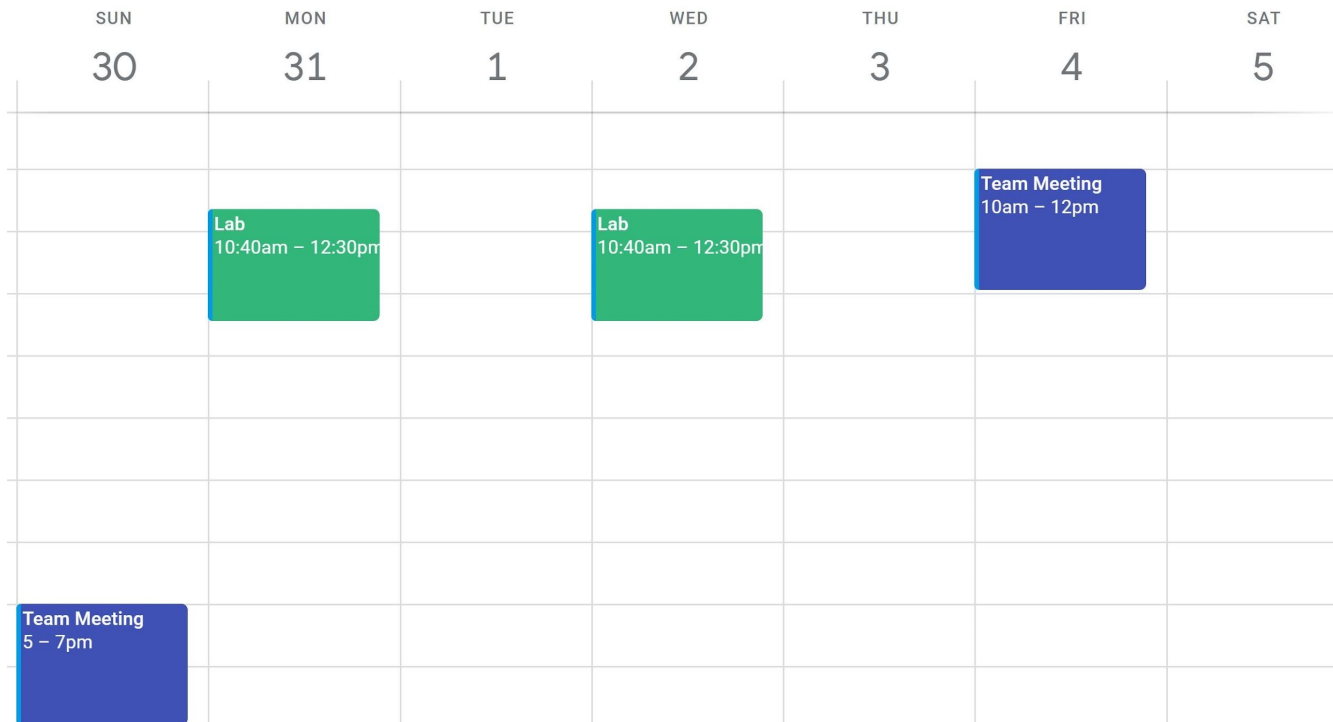 SUN MON TUE WED THU FRI SAT
30 31 1 2 3 4 5
Team Meeting
10am – 12pm
Lab
10:40am – 12:30pm
Lab
10:40am – 12:30pm
Team Meeting
5 – 7pm